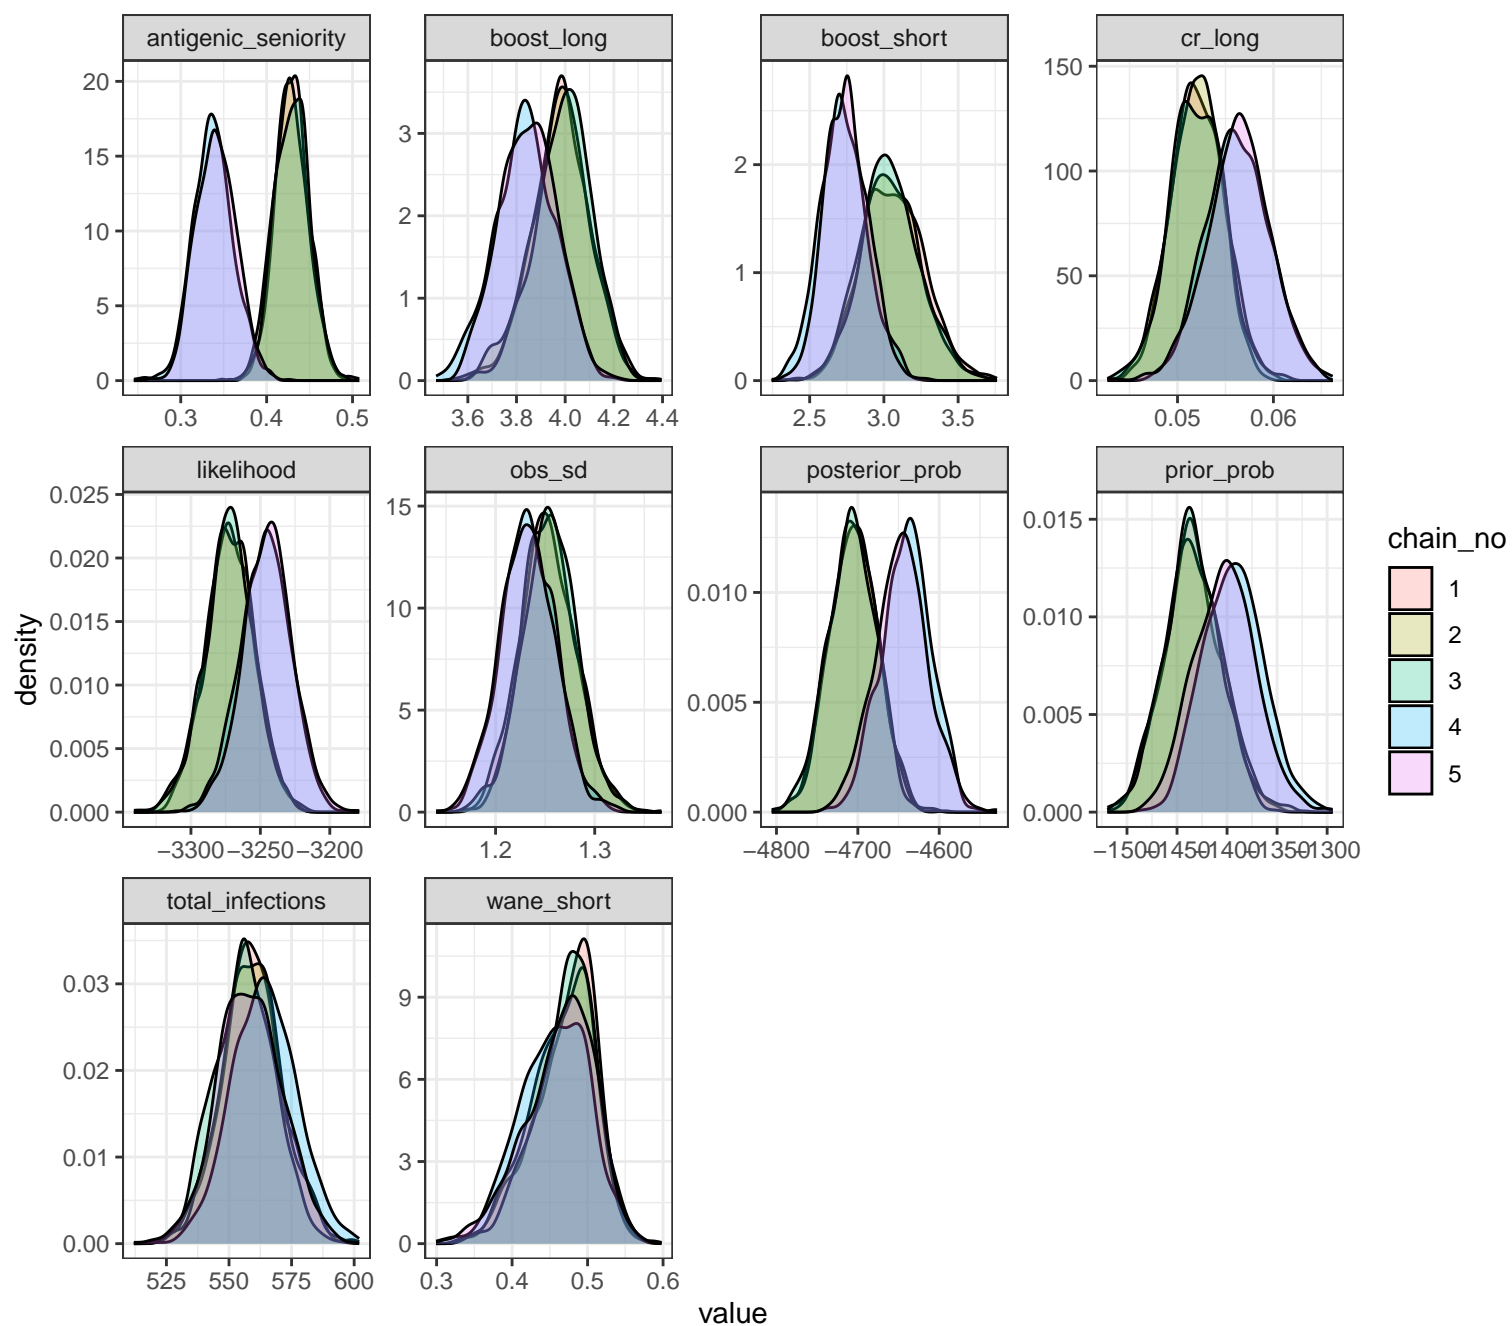 antigenic_seniority boost_long boost_short cr_long
20 15 10 5 0
3 2 1 0
2 1 0
150 100 50 0
0.3 0.4 0.5 3.6 3.8 4.0 4.2 4.4 2.5 3.0 3.5 0.05 0.06
likelihood obs_sd posterior_prob prior_prob
0.025 0.020 0.015 0.010 0.005 0.000
15 10 5 0
0.010 0.005 0.000
0.015 0.010 0.005 0.000
−3300 −3250 −3200 1.2 1.3 −4800 −4700 −4600 −1500 −1450 −1400 −1350 −1300
total_infections wane_short
0.03 0.02 0.01 0.00
9 6 3 0
525 550 575 600 0.3 0.4 0.5 0.6
density
value
chain_no
1
2
3
4
5